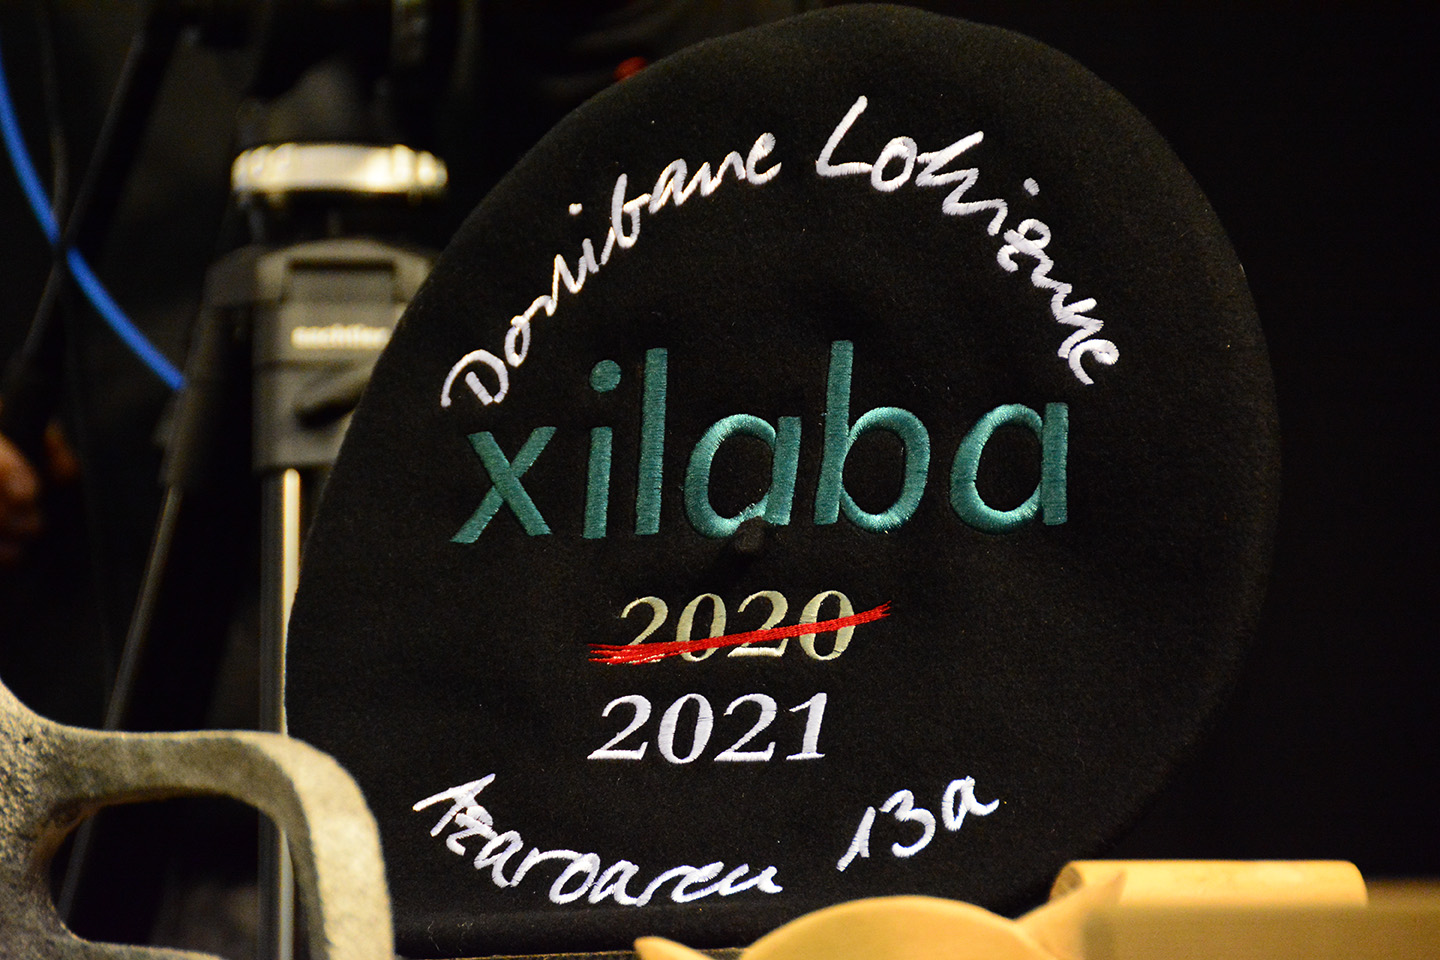 Donibane Lohizune
xilaba
2020
2021
Azaroaren 13a